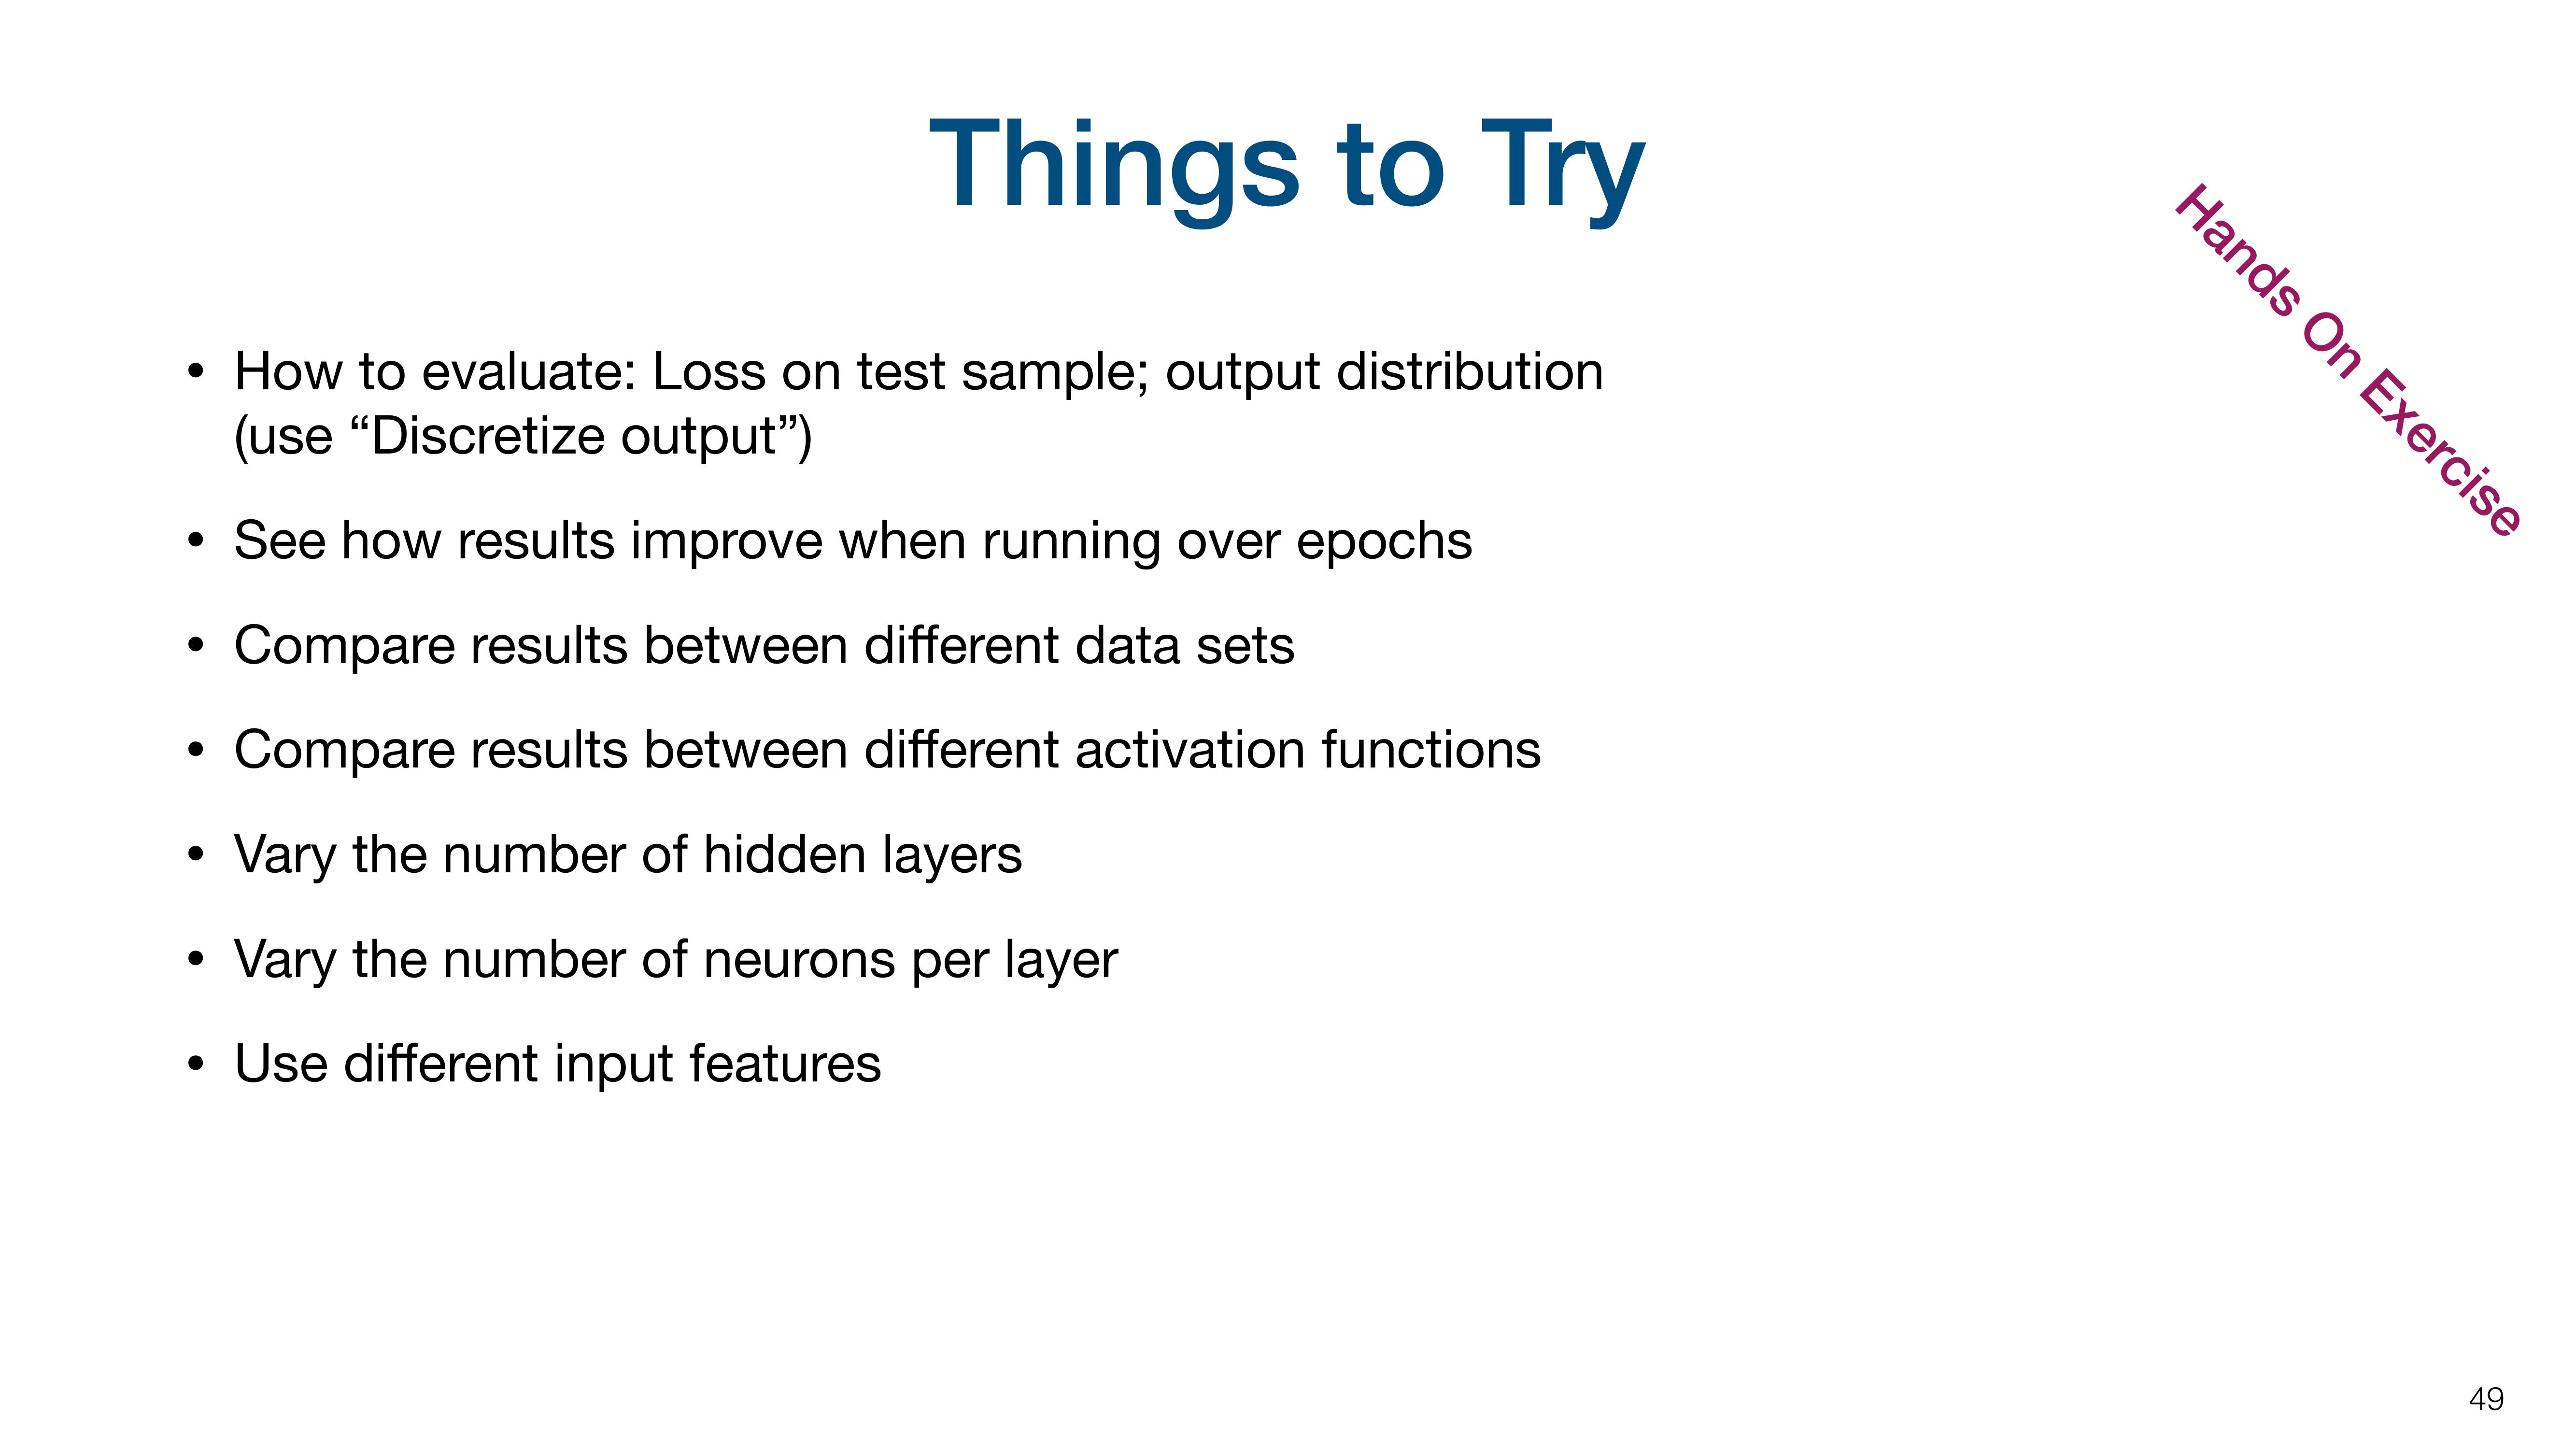 Things to Try
Hands On Exercise
• How to evaluate: Loss on test sample; output distribution
(use “Discretize output”)
• See how results improve when running over epochs
• Compare results between different data sets
• Compare results between different activation functions
• Vary the number of hidden layers
• Vary the number of neurons per layer
• Use different input features
49